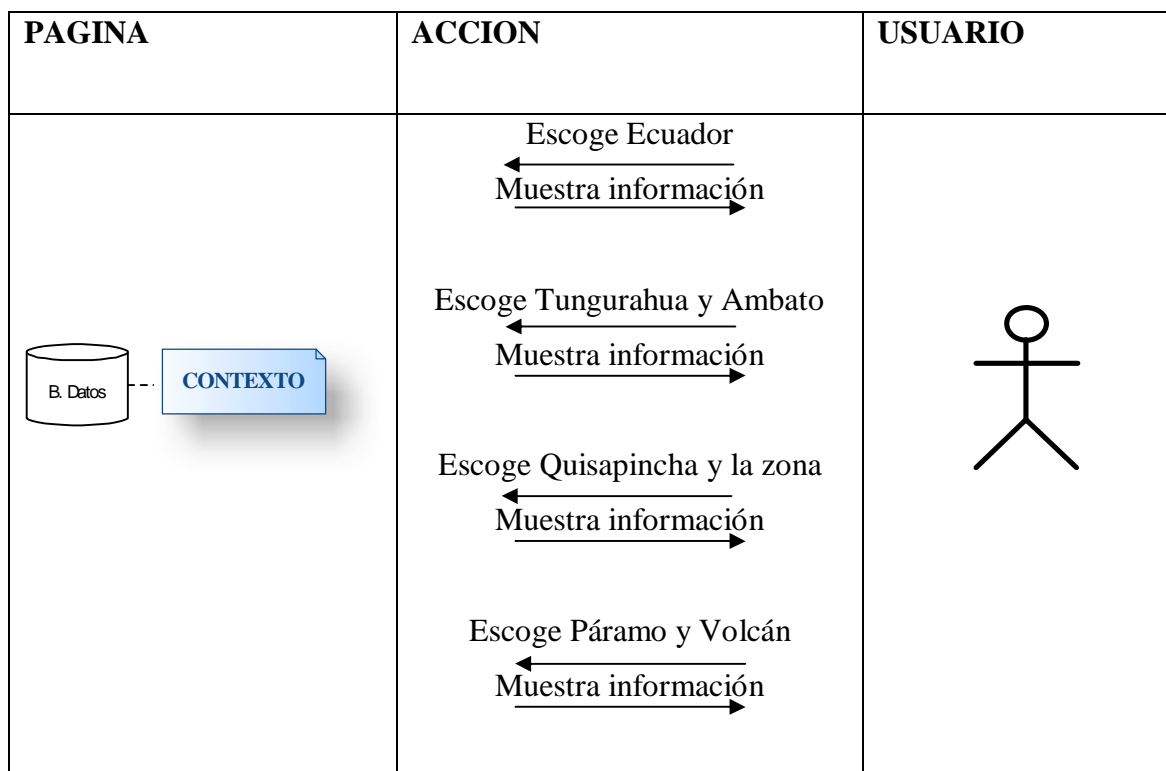 PAGINA
ACCION
USUARIO
Escoge Ecuador
Muestra información
Escoge Tungurahua y Ambato
Muestra información
B. Datos
CONTEXTO
Escoge Quisapincha y la zona
Muestra información
Escoge Páramo y Volcán
Muestra información